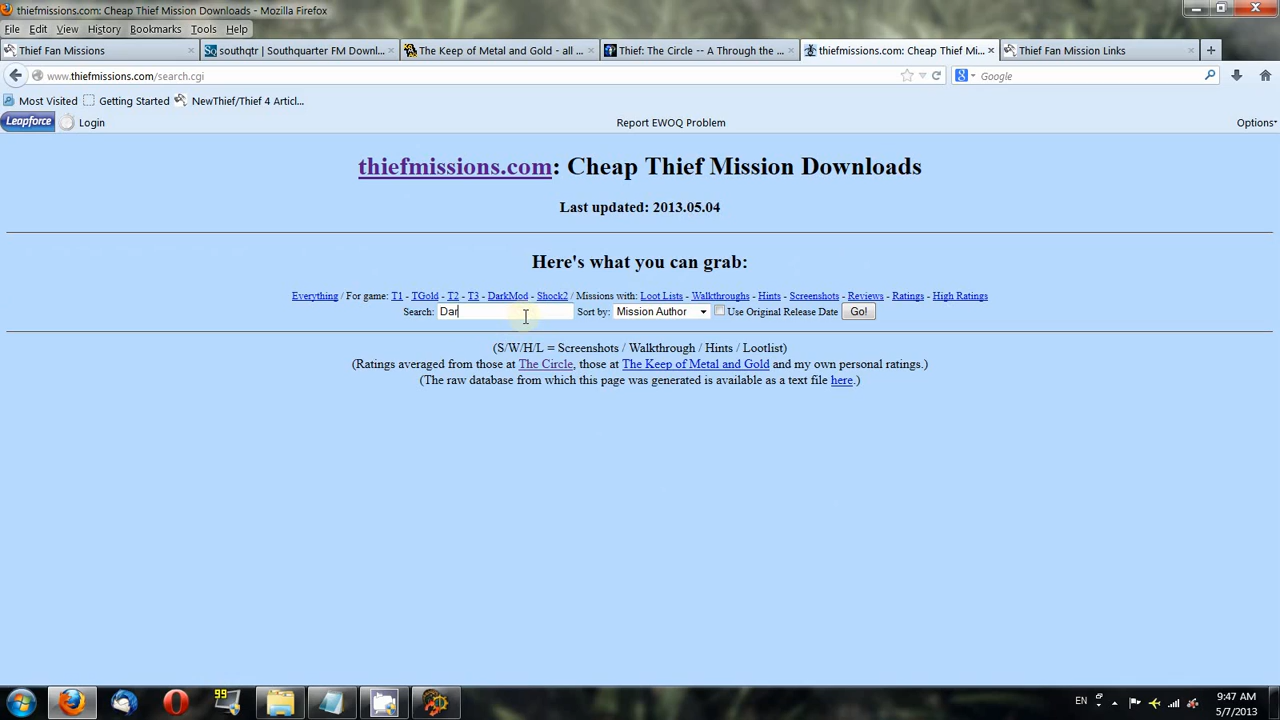 thiefmissions.com: Cheap Thief Mission Downloads - Mozilla Firefox
File Edit View History Bookmarks Tools Help
Thief Fan Missions × southqtr | Southquarter FM Downl... × The Keep of Metal and Gold - all ... × Thief: The Circle -- A Through the ... × thiefmissions.com: Cheap Thief Mi... × Thief Fan Mission Links × +
www.thiefmissions.com/search.cgi Google
Most Visited Getting Started NewThief/Thief 4 Articl...
Leapforce Login Report EWOQ Problem Options
thiefmissions.com: Cheap Thief Mission Downloads
Last updated: 2013.05.04
Here's what you can grab:
Everything / For game: T1 - TGold - T2 - T3 - DarkMod - Shock2 / Missions with: Loot Lists - Walkthroughs - Hints - Screenshots - Reviews - Ratings - High Ratings
Search: Dar Sort by: Mission Author Use Original Release Date Go!
(S/W/H/L = Screenshots / Walkthrough / Hints / Lootlist)
(Ratings averaged from those at The Circle, those at The Keep of Metal and Gold and my own personal ratings.)
(The raw database from which this page was generated is available as a text file here.)
99 EN 9:47 AM
5/7/2013